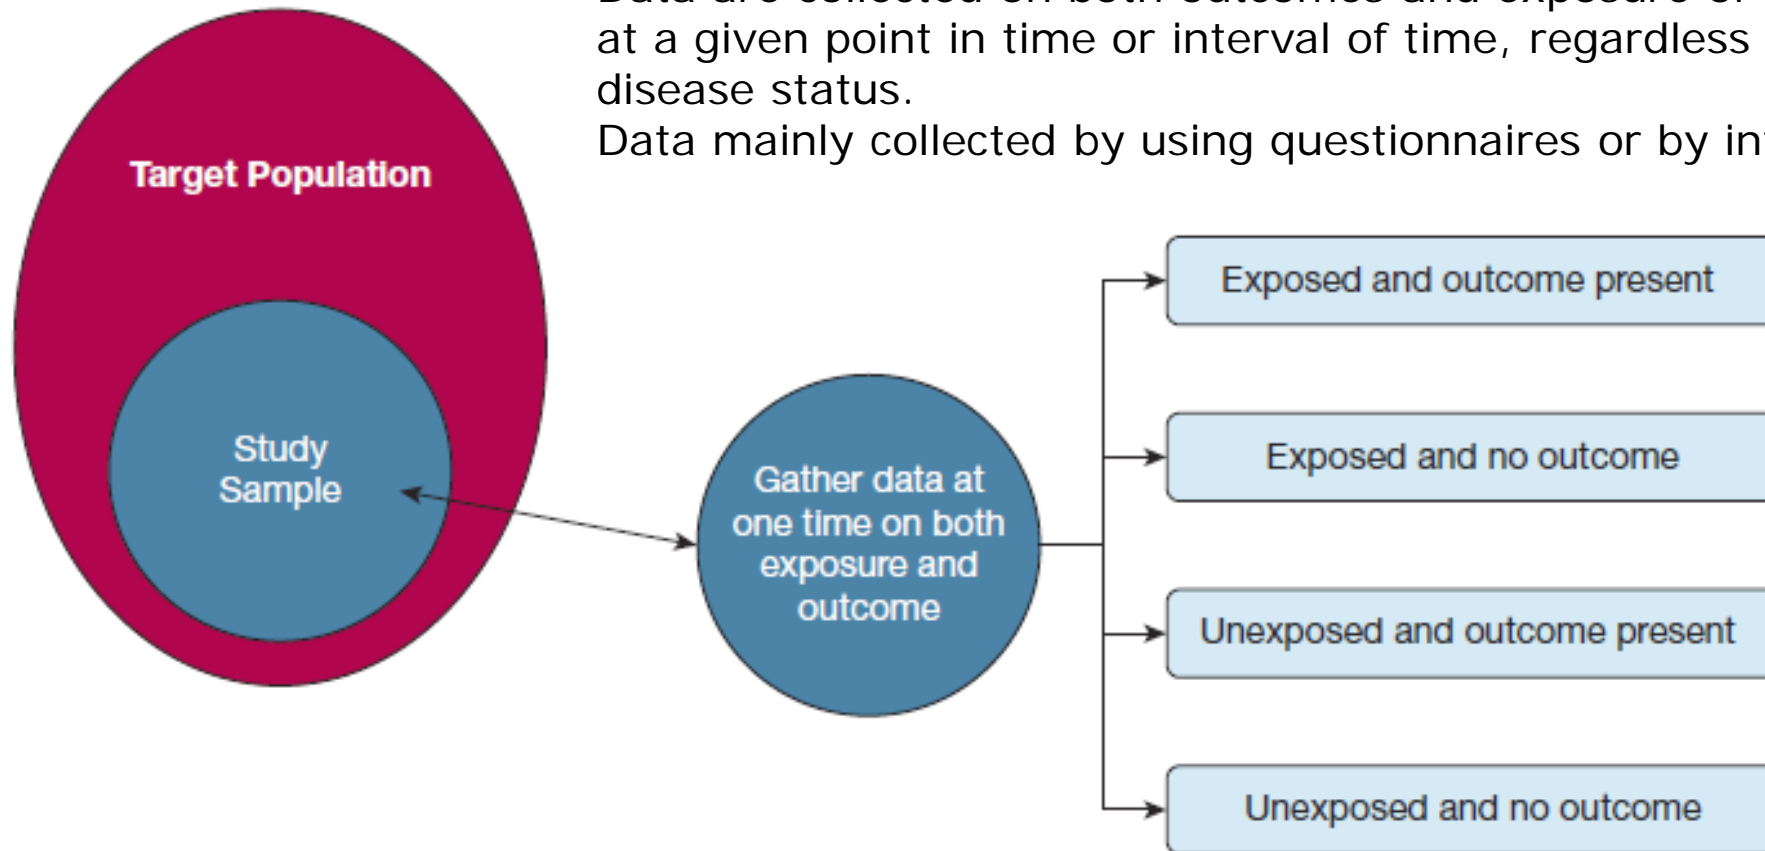 at a given point in time or interval of time, regardless
disease status.
Data mainly collected by using questionnaires or by
Target Population
Study
Sample
Gather data at
one time on both
exposure and
outcome
Exposed and outcome present
Exposed and no outcome
Unexposed and outcome present
Unexposed and no outcome